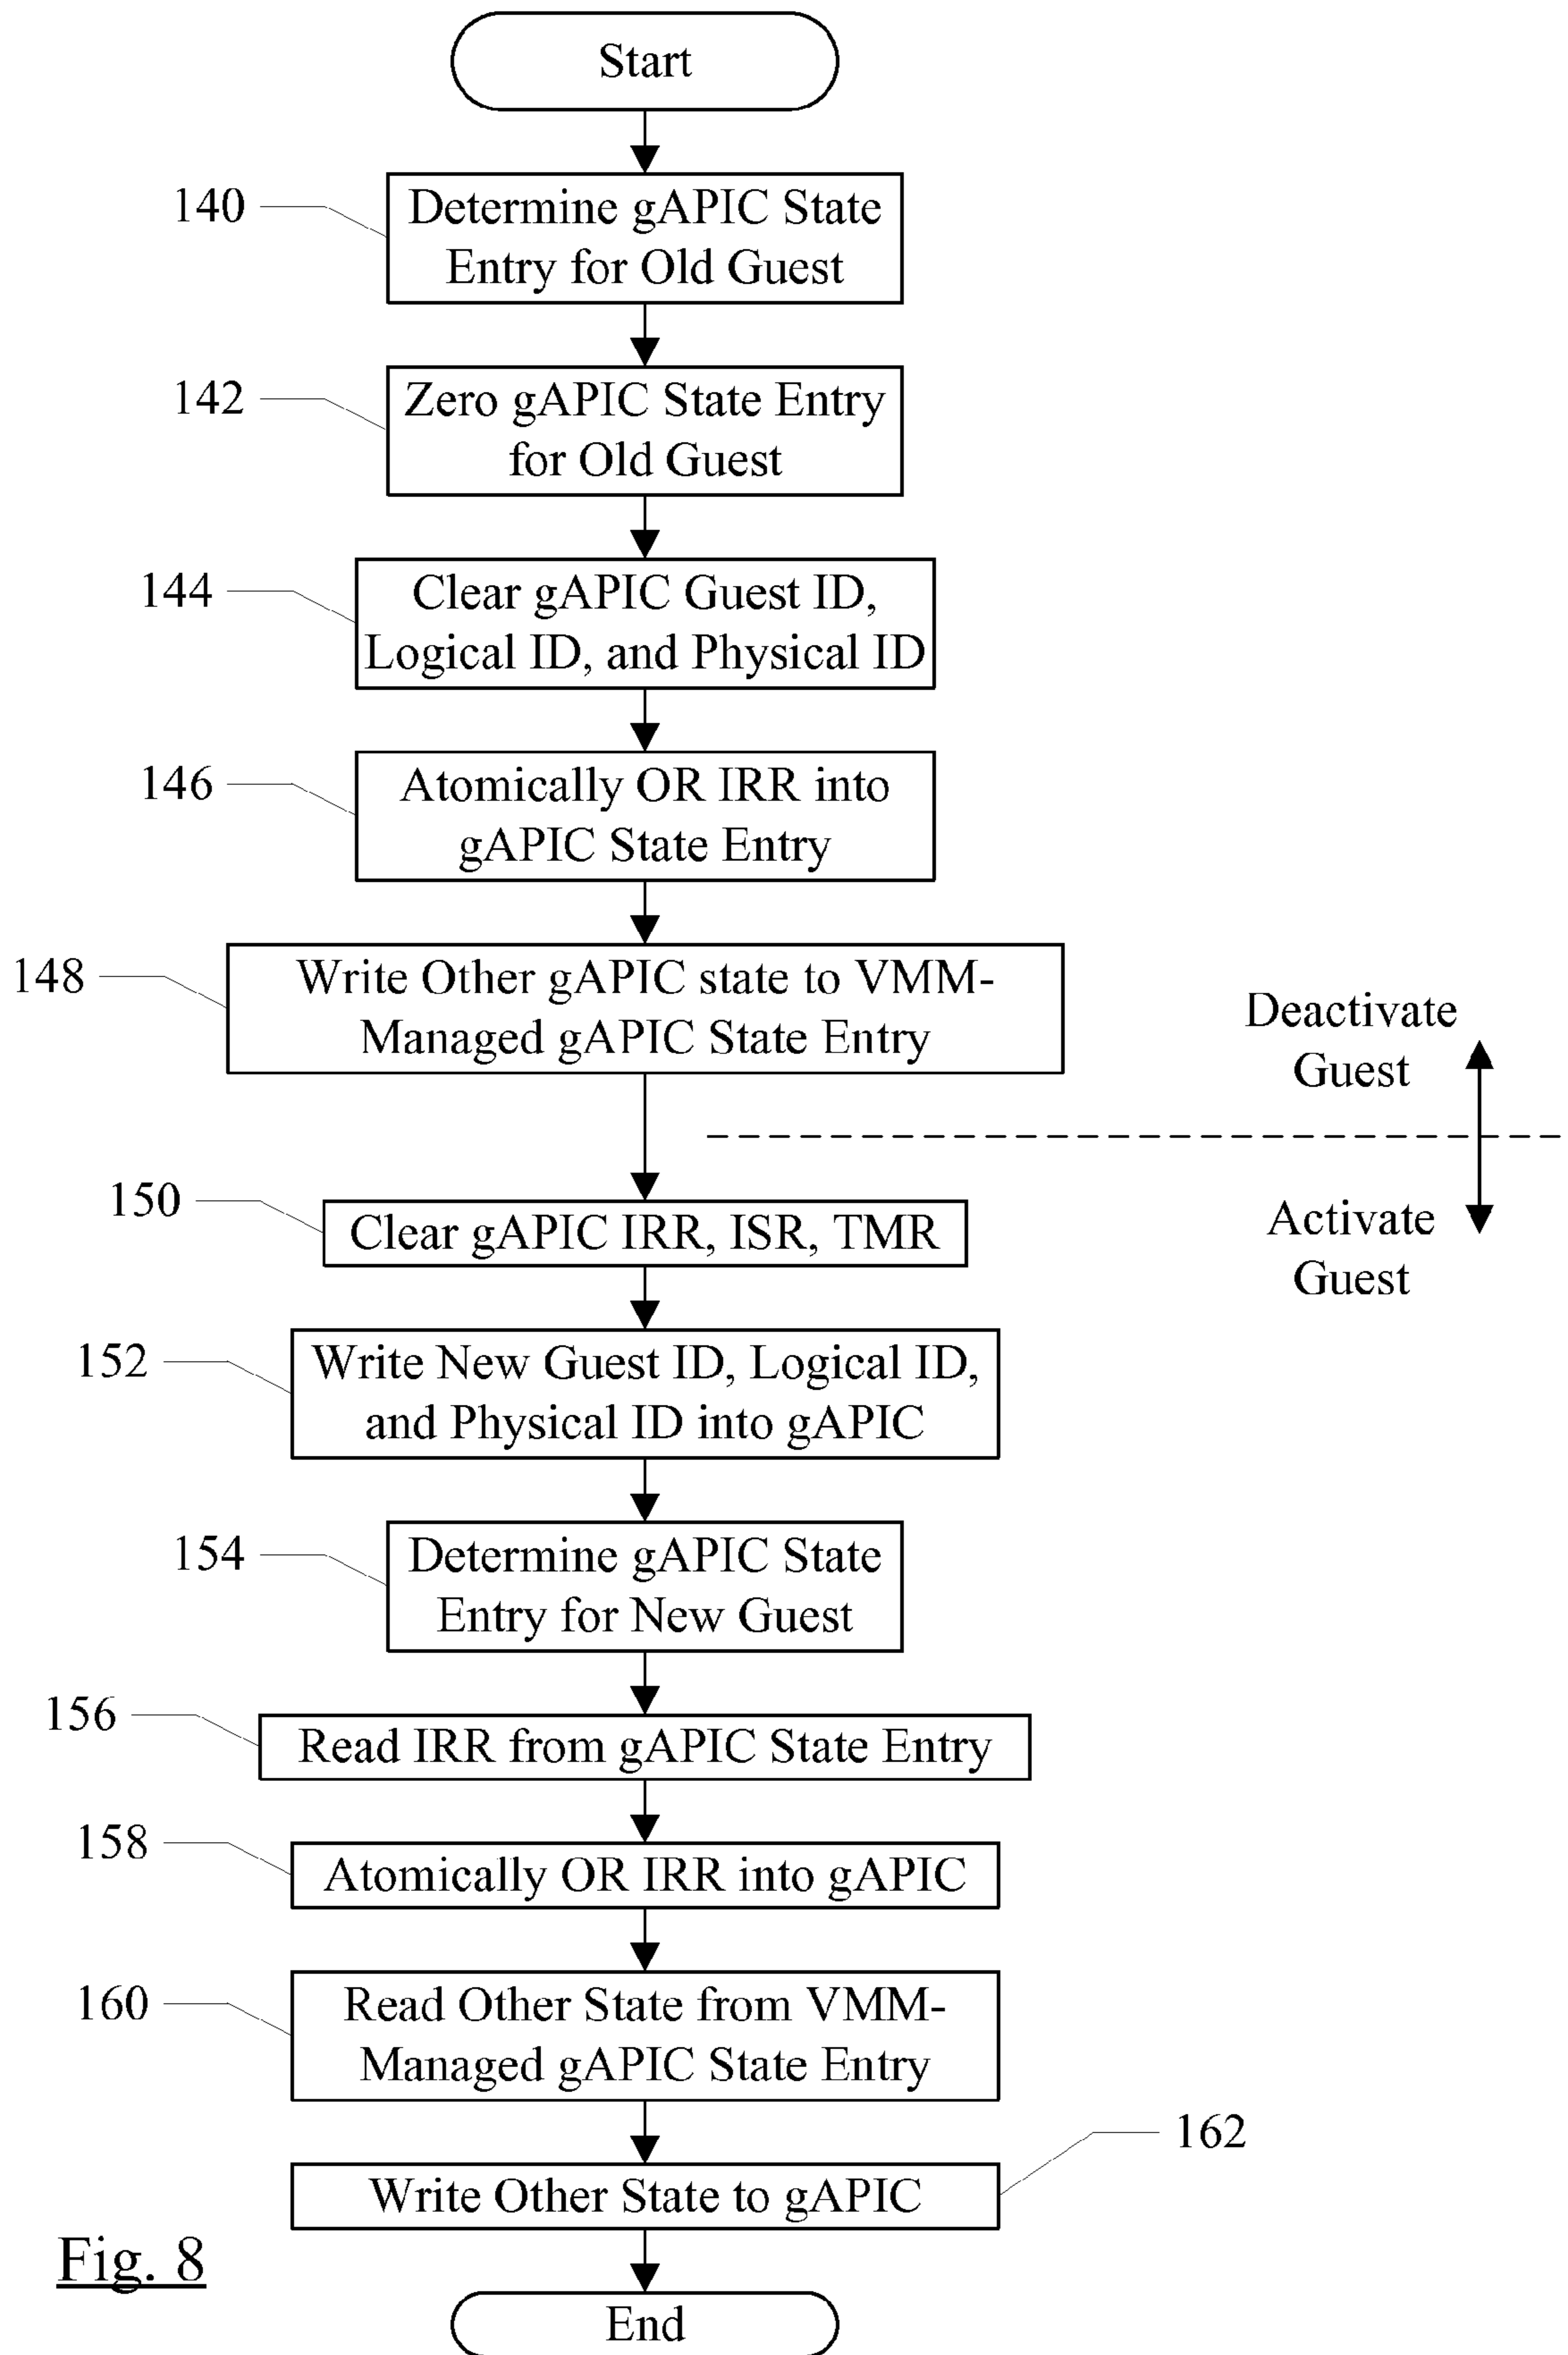 Start
140
Determine gAPIC State
Entry for Old Guest
142
Zero gAPIC State Entry
for Old Guest
144
Clear gAPIC Guest ID,
Logical ID, and Physical ID
146
Atomically OR IRR into
gAPIC State Entry
148
Write Other gAPIC state to VMM-
Managed gAPIC State Entry
Deactivate
Guest
150
Clear gAPIC IRR, ISR, TMR
Activate
Guest
152
Write New Guest ID, Logical ID,
and Physical ID into gAPIC
154
Determine gAPIC State
Entry for New Guest
156
Read IRR from gAPIC State Entry
158
Atomically OR IRR into gAPIC
160
Read Other State from VMM-
Managed gAPIC State Entry
162
Write Other State to gAPIC
Fig. 8
End